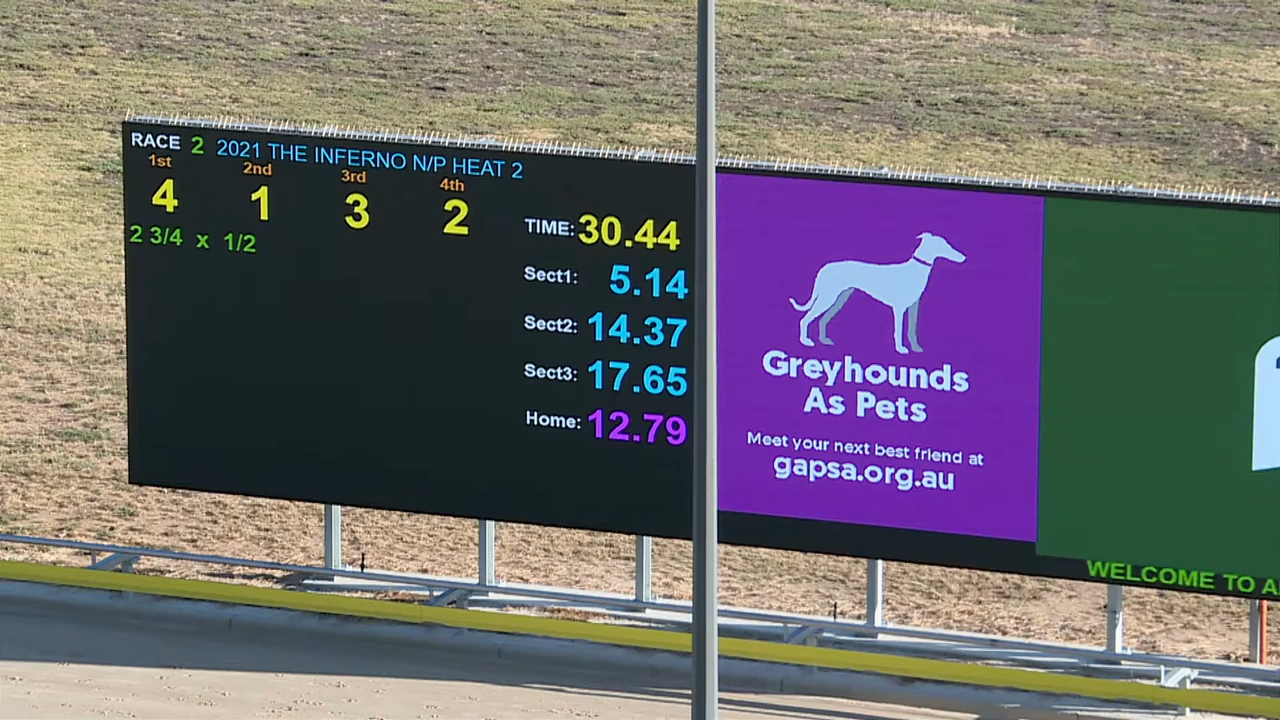 RACE 2 2021 THE INFERNO N/P HEAT 2
1st 2nd 3rd 4th
4 1 3 2
2 3/4 x 1/2
TIME: 30.44
Sect1: 5.14
Sect2: 14.37
Sect3: 17.65
Home: 12.79
Greyhounds
As Pets
Meet your next best friend at
gapsa.org.au
WELCOME TO